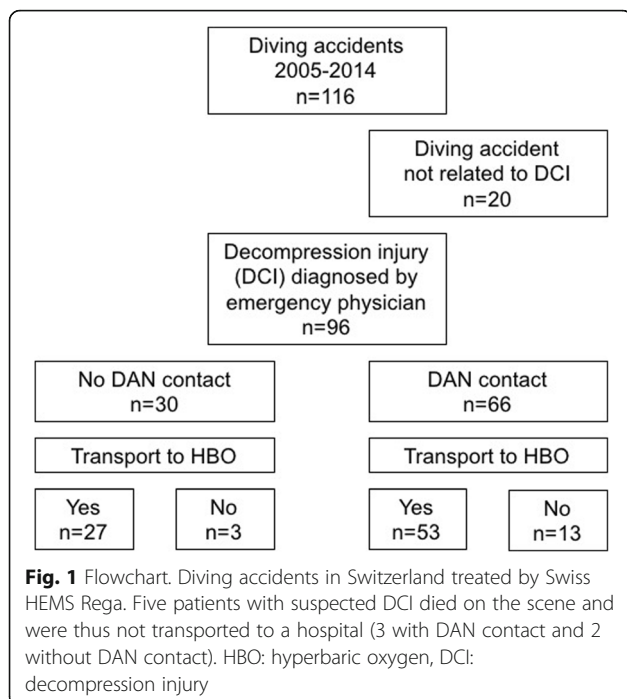 Diving accidents
2005-2014
n=116
Diving accident
not related to DCI
n=20
Decompression injury
(DCI) diagnosed by
emergency physician
n=96
No DAN contact
n=30
DAN contact
n=66
Transport to HBO
Transport to HBO
Yes
n=27
No
n=3
Yes
n=53
No
n=13
Fig. 1 Flowchart. Diving accidents in Switzerland treated by Swiss
HEMS Rega. Five patients with suspected DCI died on the scene and
were thus not transported to a hospital (3 with DAN contact and 2
without DAN contact). HBO: hyperbaric oxygen, DCI:
decompression injury